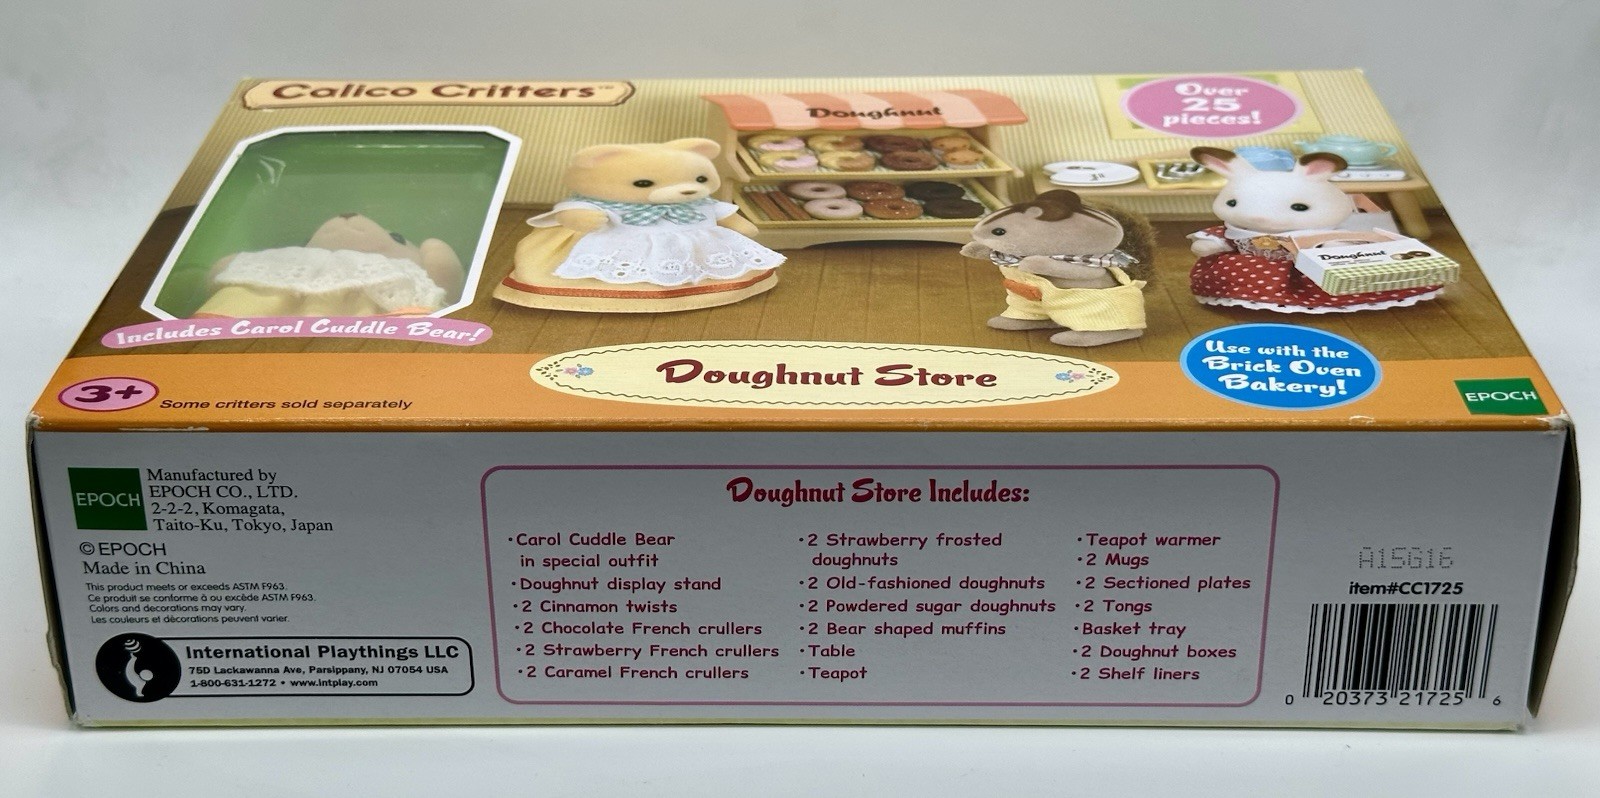 Calico Critters™
Doughnut
Over
25
pieces!
Doughnut
Includes Carol Cuddle Bear!
Use with the
Brick Oven
Bakery!
Doughnut Store
3+
Some critters sold separately
EPOCH
EPOCH
Manufactured by
EPOCH CO., LTD.
2-2-2, Komagata,
Taito-Ku, Tokyo, Japan
© EPOCH
Made in China
This product meets or exceeds ASTM F963.
Ce produit se conforme à ou excède ASTM F963.
Colors and decorations may vary.
Les couleurs et décorations peuvent varier.
International Playthings LLC
75D Lackawanna Ave, Parsippany, NJ 07054 USA
1-800-631-1272 • www.intplay.com
Doughnut Store Includes:
•Carol Cuddle Bear
in special outfit
•Doughnut display stand
•2 Cinnamon twists
•2 Chocolate French crullers
•2 Strawberry French crullers
•2 Caramel French crullers
•2 Strawberry frosted
doughnuts
•2 Old-fashioned doughnuts
•2 Powdered sugar doughnuts
•2 Bear shaped muffins
•Table
•Teapot
•Teapot warmer
•2 Mugs
•2 Sectioned plates
•2 Tongs
•Basket tray
•2 Doughnut boxes
•2 Shelf liners
A15G16
item#CC1725
0 20373 21725 6